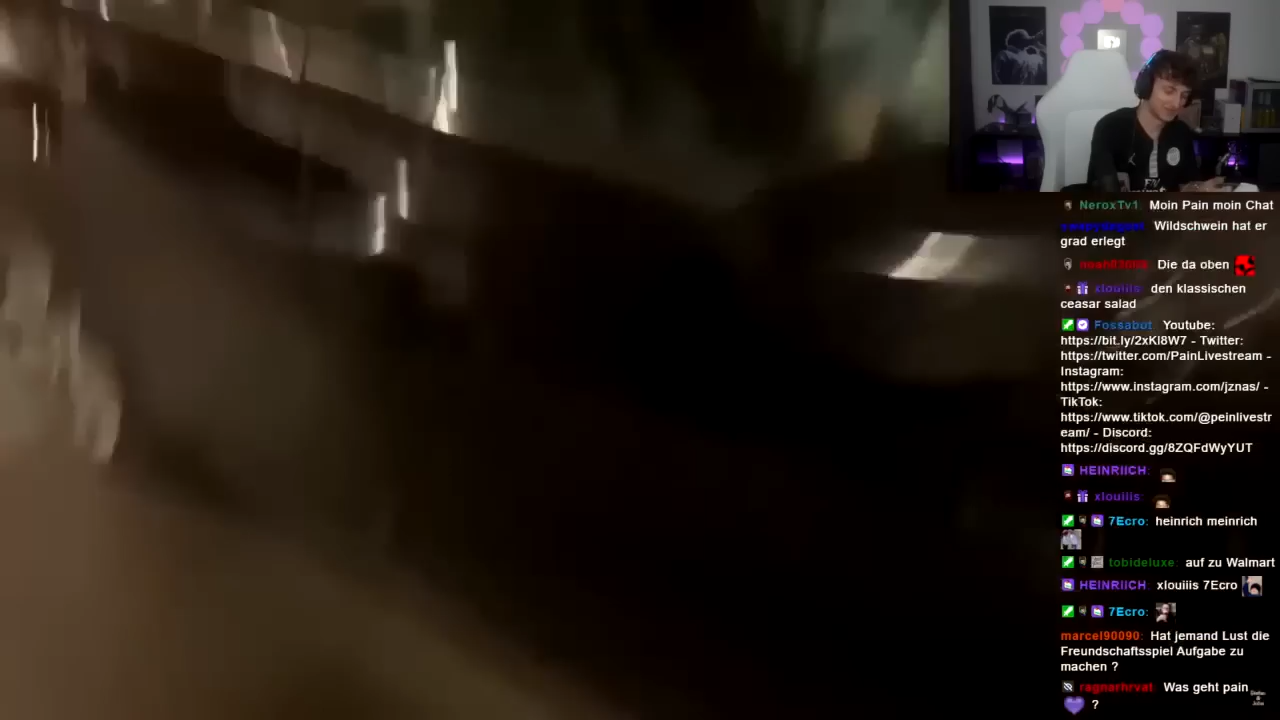 NeroxTv1: Moin Pain moin Chat
Wildschwein hat er
grad erlegt
Die da oben
xlouiiis: den klassischen
ceasar salad
Fossabot: Youtube:
https://bit.ly/2xKI8W7 - Twitter:
https://twitter.com/PainLivestream -
Instagram:
https://www.instagram.com/jznas/ -
TikTok:
https://www.tiktok.com/@peinlivestr
eam/ - Discord:
https://discord.gg/8ZQFdWyYUT
HEINRIICH:
xlouiiis:
7Ecro: heinrich meinrich
tobideluxe: auf zu Walmart
HEINRIICH: xlouiiis 7Ecro
7Ecro:
marcel90090: Hat jemand Lust die
Freundschaftsspiel Aufgabe zu
machen ?
ragnarhrvat: Was geht pain
?